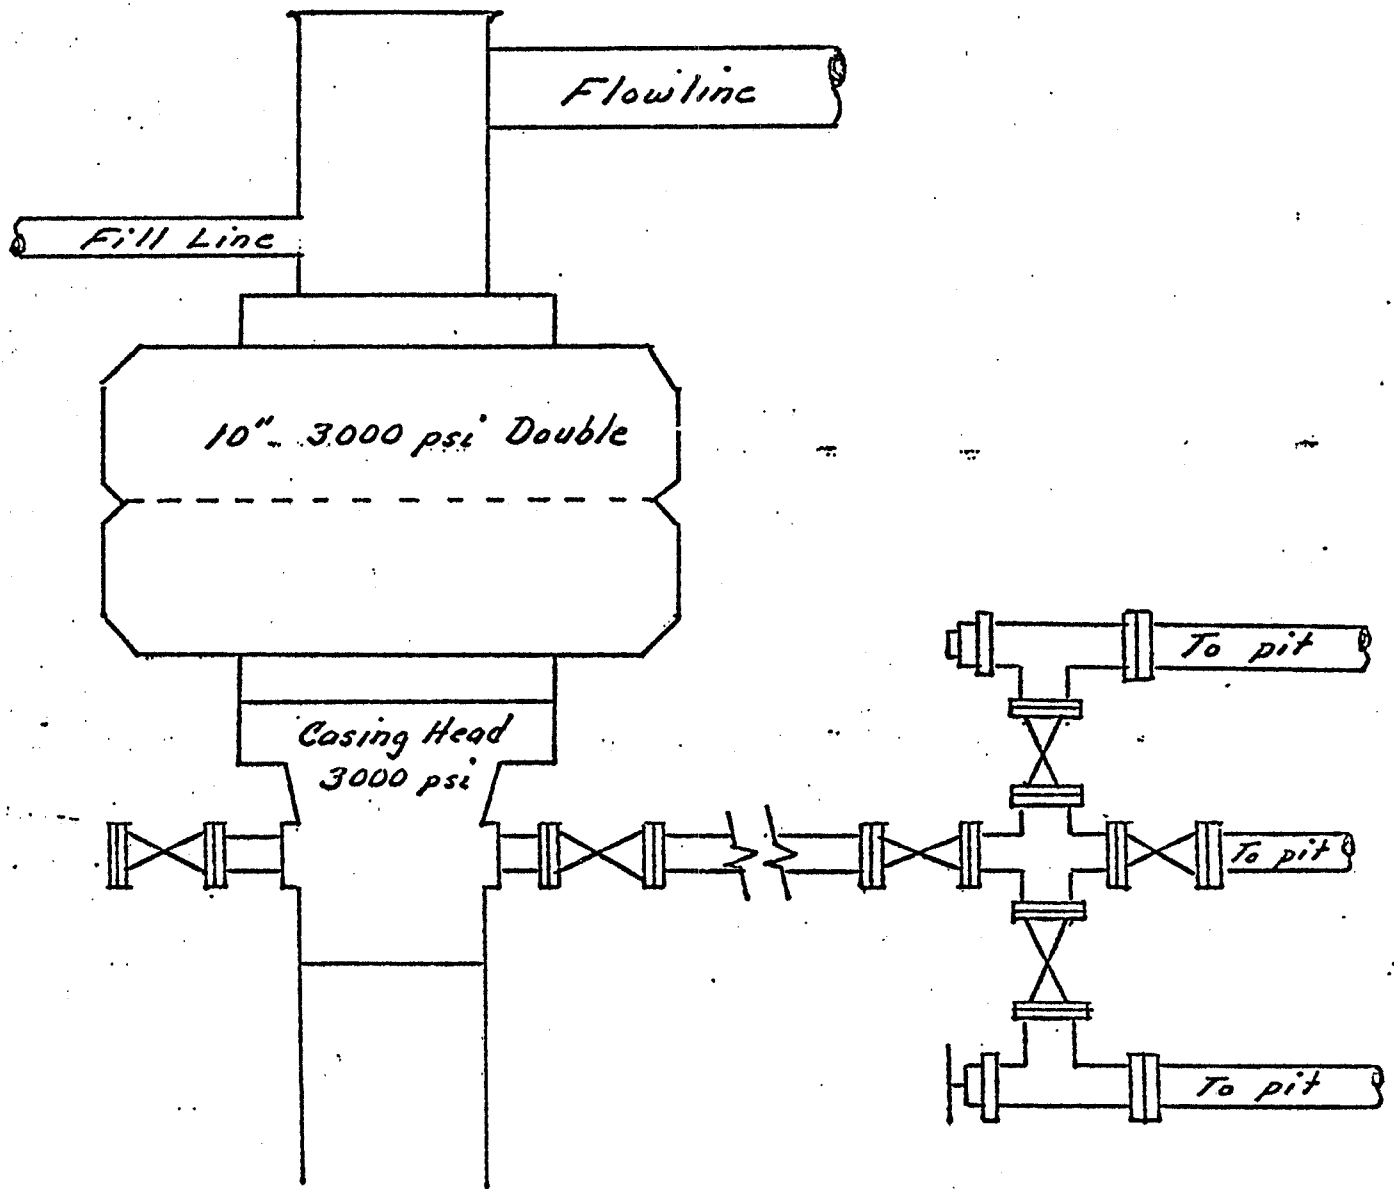 Flowline
Fill Line
10" - 3000 psi Double
To pit
Casing Head
3000 psi
To pit
To pit